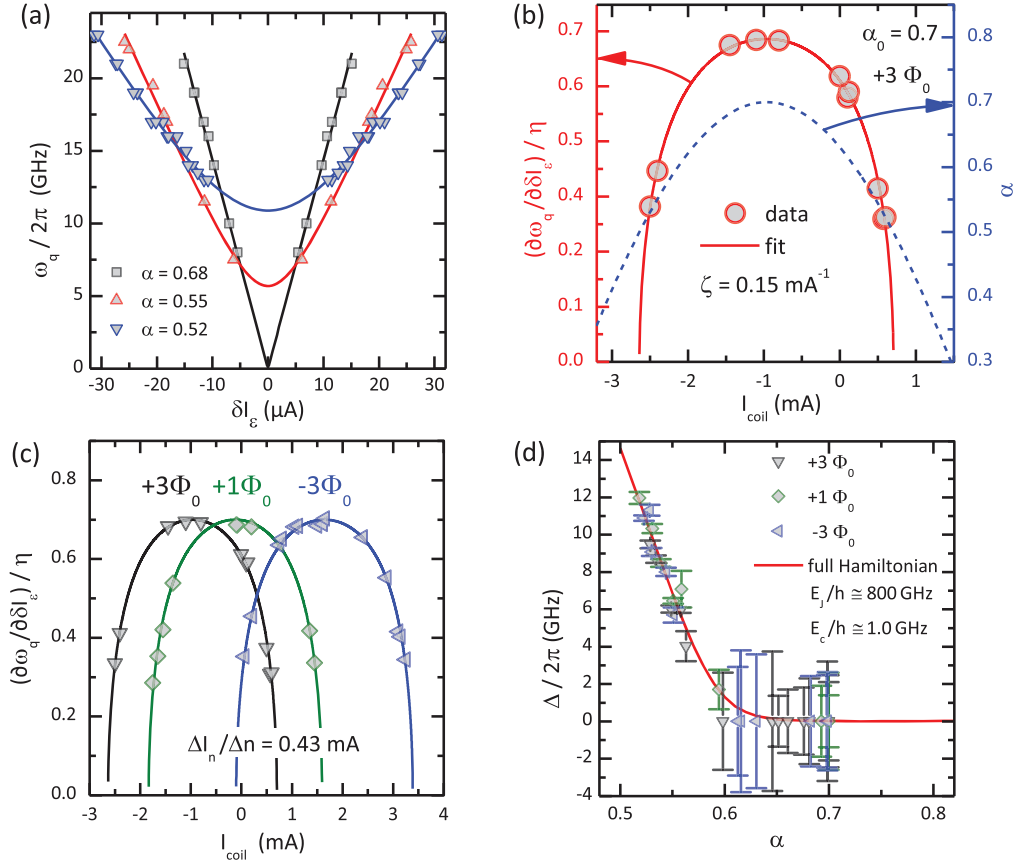 (a)
ω_q / 2π (GHz)
20
15
10
5
0
α = 0.68
α = 0.55
α = 0.52
-30 -20 -10 0 10 20 30
δI_ε (μA)
(b)
(∂ω_q/∂δI_ε) / η
0.7
0.6
0.5
0.4
0.2
0.1
0.0
α_0 = 0.7
+3 Φ_0
data
fit
ζ = 0.15 mA^-1
0.8
0.7
0.6
0.5
0.4
0.3
α
-3 -2 -1 0 1
I_coil (mA)
(c)
(∂ω_q/∂δI_ε) / η
0.8
0.6
0.4
0.2
0.0
+3Φ_0 +1Φ_0 -3Φ_0
ΔI_n/Δn = 0.43 mA
-3 -2 -1 0 1 2 3 4
I_coil (mA)
(d)
Δ / 2π (GHz)
14
12
10
8
6
4
2
0
-2
-4
+3 Φ_0
+1 Φ_0
-3 Φ_0
full Hamiltonian
E_J/h ≅ 800 GHz
E_c/h ≅ 1.0 GHz
0.5 0.6 0.7 0.8
α